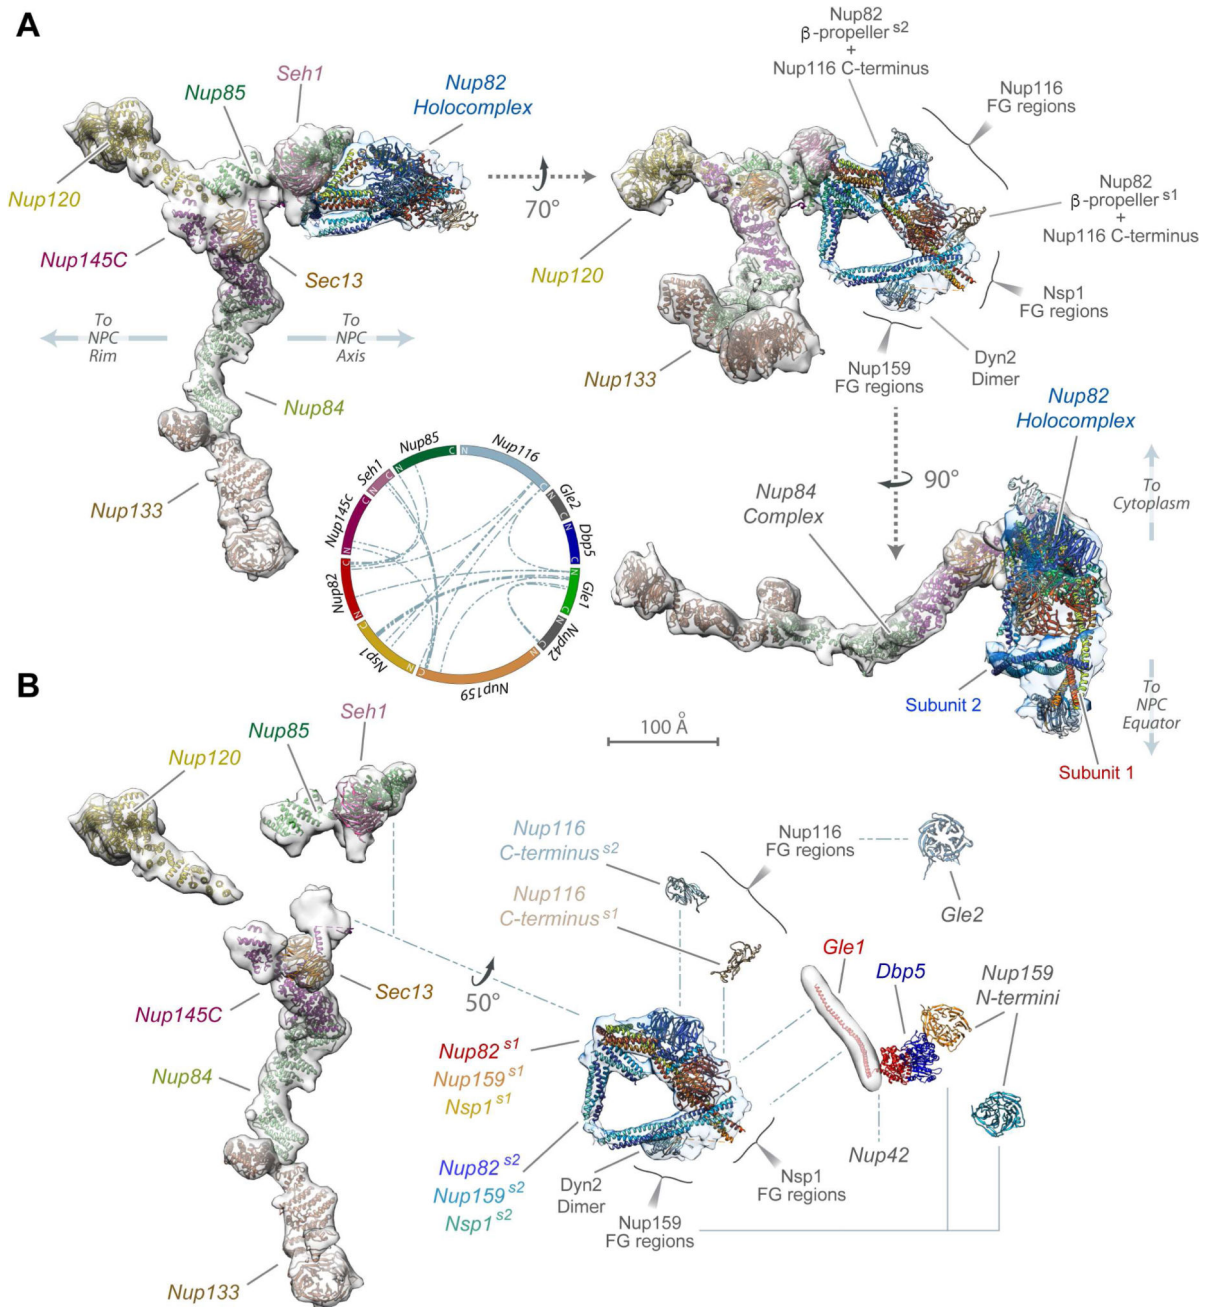 A
Nup85
Seh1
Nup82
Holocomplex
Nup120
Nup145C
Sec13
To
NPC
Rim
To
NPC
Axis
Nup84
Nup133
70°
Nup82
β-propeller s2
+
Nup116 C-terminus
Nup116
FG regions
Nup82
β-propeller s1
+
Nup116 C-terminus
Nup120
Nsp1
FG regions
Nup133
Nup159
FG regions
Dyn2
Dimer
90°
Nup84
Complex
Nup82
Holocomplex
To
Cytoplasm
Subunit 2
To
NPC
Equator
Subunit 1
100 Å
Nup85
N
C
Nup116
N
C
Gle2
N
C
Dbp5
N
C
Gle1
N
C
Nup42
C
N
Nup159
N
C
Nsp1
N
C
Nup82
C
N
Nup145c
N
C
Seh1
N
C
B
Nup120
Nup85
Seh1
Nup145C
Sec13
Nup84
Nup133
50°
Nup116
C-terminus s2
Nup116
C-terminus s1
Nup116
FG regions
Gle2
Gle1
Dbp5
Nup159
N-termini
Nup82 s1
Nup159 s1
Nsp1 s1
Nup82 s2
Nup159 s2
Nsp1 s2
Dyn2
Dimer
Nup159
FG regions
Nsp1
FG regions
Nup42